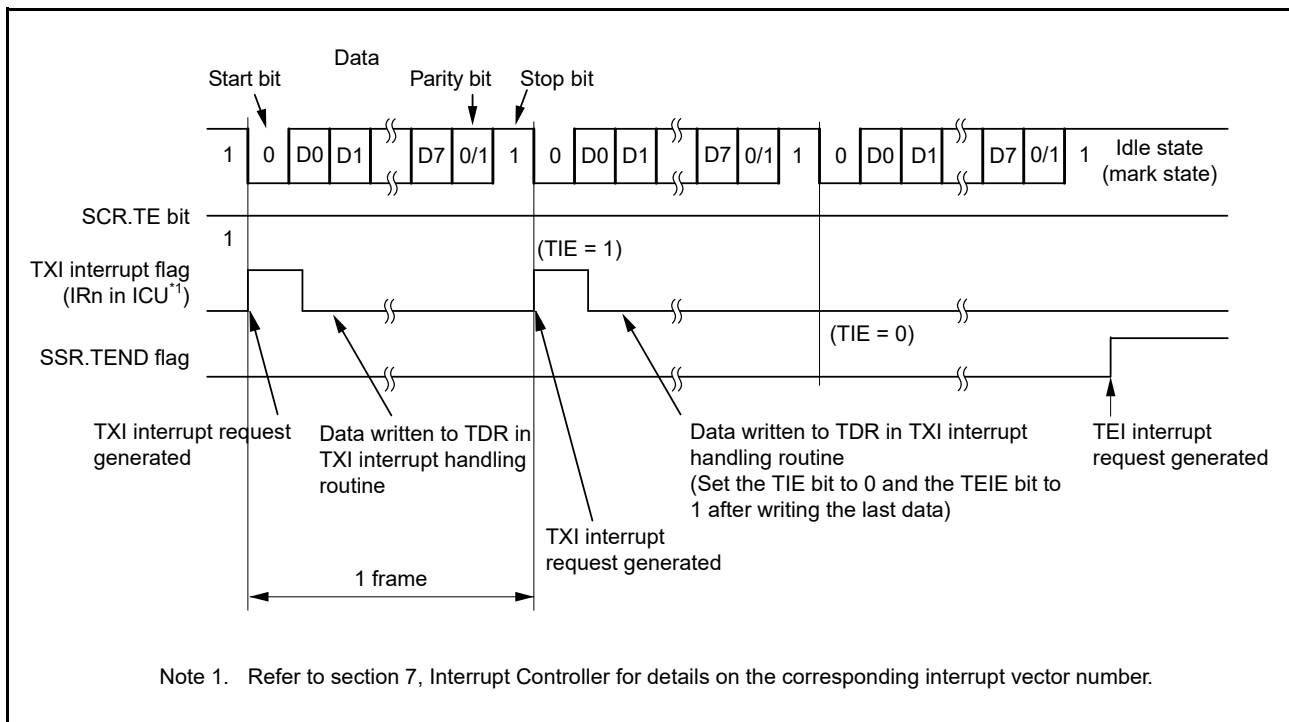 Data
Start bit
Parity bit
Stop bit
1 0 D0 D1 D7 0/1 1 0 D0 D1 D7 0/1 1 0 D0 D1 D7 0/1 1
Idle state
(mark state)
SCR.TE bit
1
(TIE = 1)
TXI interrupt flag
(IRn in ICU*1)
(TIE = 0)
SSR.TEND flag
TXI interrupt request
generated
Data written to TDR in
TXI interrupt handling
routine
Data written to TDR in TXI interrupt
handling routine
(Set the TIE bit to 0 and the TEIE bit to
1 after writing the last data)
TEI interrupt
request generated
TXI interrupt
request generated
1 frame
Note 1. Refer to section 7, Interrupt Controller for details on the corresponding interrupt vector number.